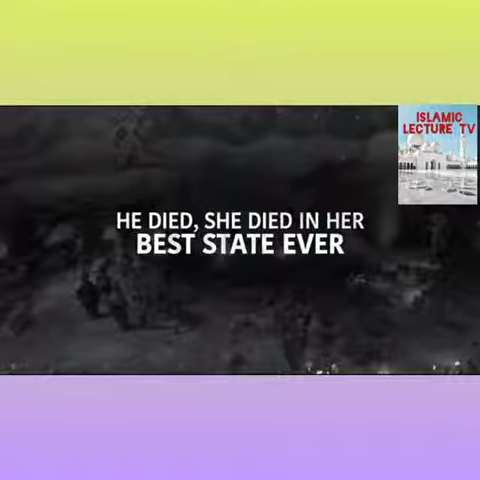 ISLAMIC
LECTURE TV
HE DIED, SHE DIED IN HER
BEST STATE EVER